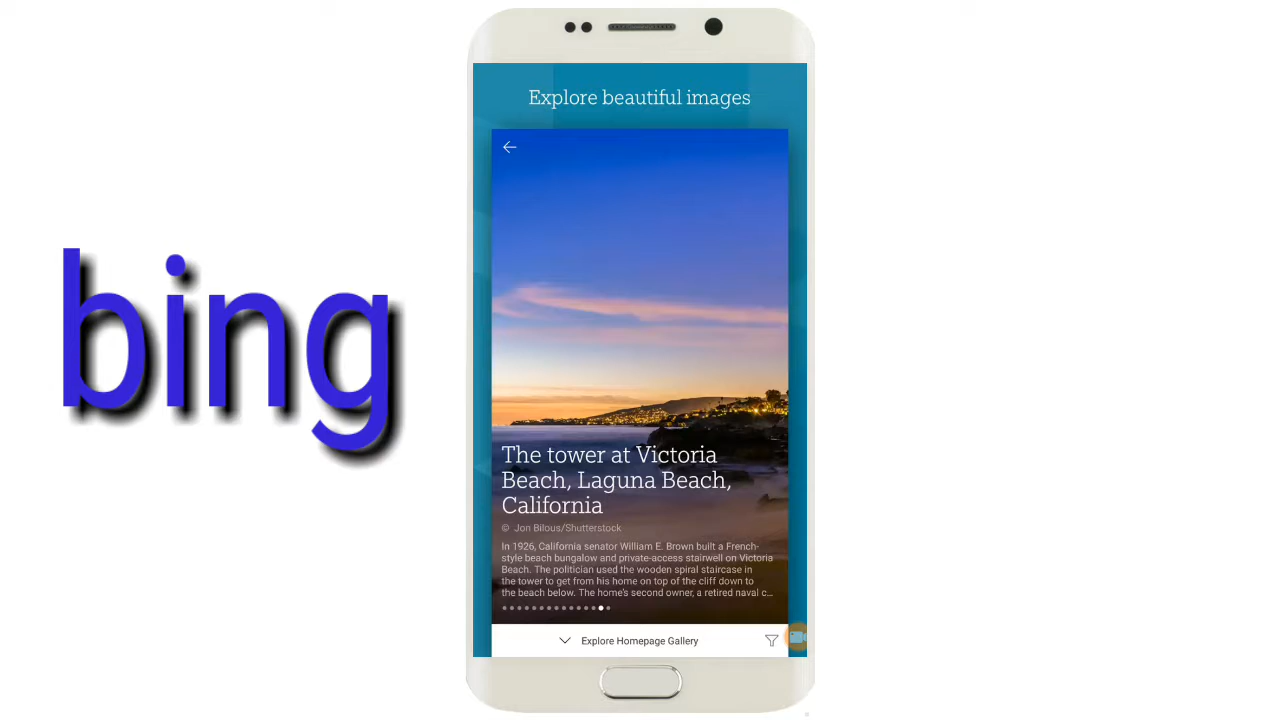 bing
Explore beautiful images
The tower at Victoria
Beach, Laguna Beach,
California
© Jon Bilous/Shutterstock
In 1926, California senator William E. Brown built a French-
style beach bungalow and private-access stairwell on Victoria
Beach. The politician used the wooden spiral staircase in
the tower to get from his home on top of the cliff down to
the beach below. The home's second owner, a retired naval c...
Explore Homepage Gallery